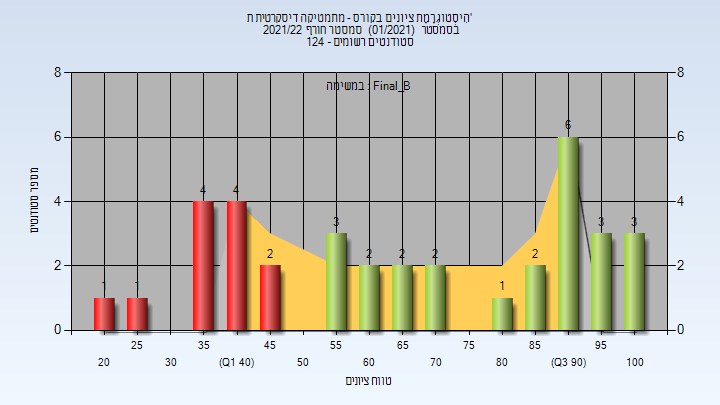 הִיסטוֹגְרָמַת ציונים בקורס - מתמטיקה דיסקרטית ת'
בסמסטר (01/2021) סמסטר חורף 2021/22
סטודנטים רשומים - 124
במשימה : Final_B
8 8
6 6
4 4
2 2
0 0
מספר סטודנטים
1 1 4 4 2 3 2 2 2 1 2 6 3 3
25 35 45 55 65 75 85 95
20 30 (Q1 40) 50 60 70 80 (Q3 90) 100
טווח ציונים